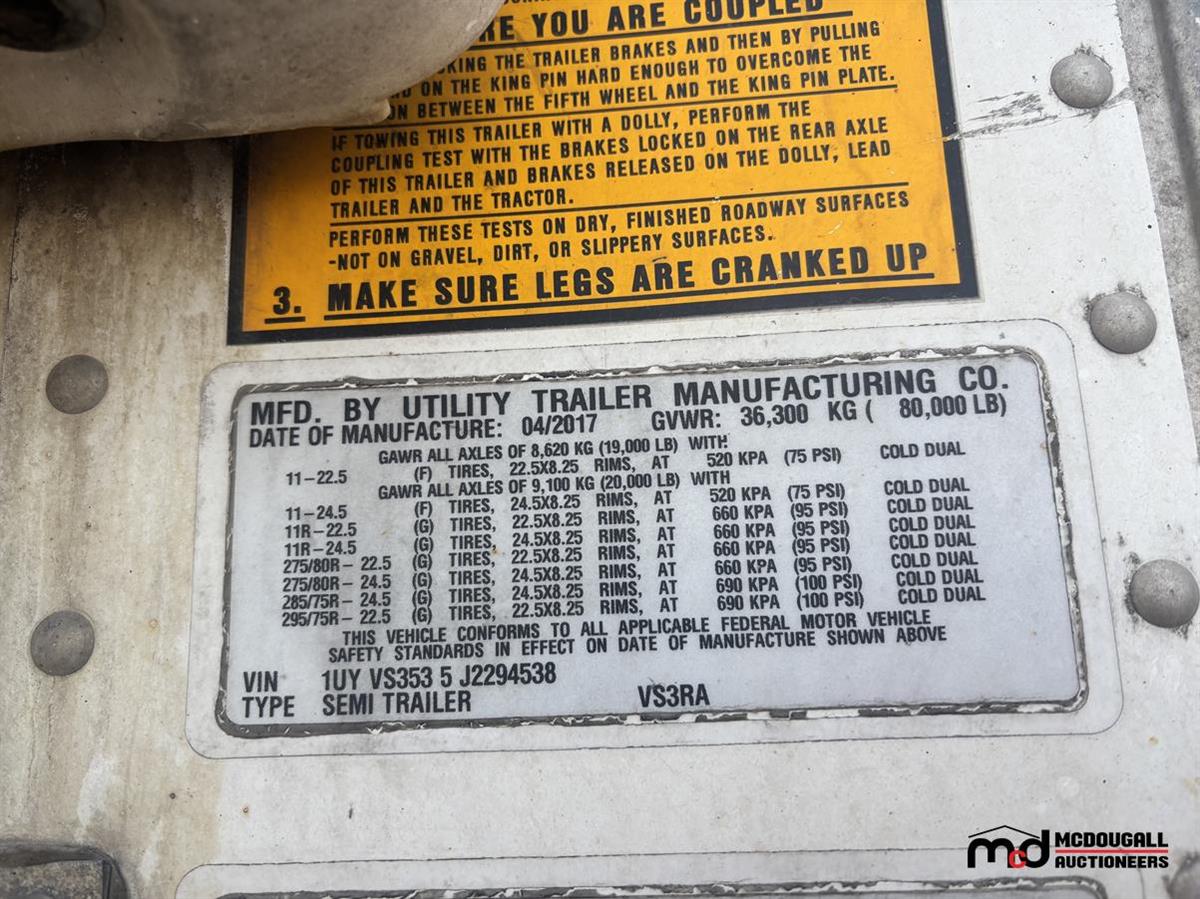 RE YOU ARE COUPLED
KING THE TRAILER BRAKES AND THEN BY PULLING
ON THE KING PIN HARD ENOUGH TO OVERCOME THE
ON BETWEEN THE FIFTH WHEEL AND THE KING PIN PLATE.
IF TOWING THIS TRAILER WITH A DOLLY, PERFORM THE
COUPLING TEST WITH THE BRAKES LOCKED ON THE REAR AXLE
OF THIS TRAILER AND BRAKES RELEASED ON THE DOLLY, LEAD
TRAILER AND THE TRACTOR.
PERFORM THESE TESTS ON DRY, FINISHED ROADWAY SURFACES
-NOT ON GRAVEL, DIRT, OR SLIPPERY SURFACES.
3. MAKE SURE LEGS ARE CRANKED UP
MFD. BY UTILITY TRAILER MANUFACTURING CO.
DATE OF MANUFACTURE: 04/2017 GVWR: 36,300 KG ( 80,000 LB)
GAWR ALL AXLES OF 8,620 KG (19,000 LB) WITH
11-22.5 (F) TIRES, 22.5X8.25 RIMS, AT 520 KPA (75 PSI) COLD DUAL
GAWR ALL AXLES OF 9,100 KG (20,000 LB) WITH
11-24.5 (F) TIRES, 24.5X8.25 RIMS, AT 520 KPA (75 PSI) COLD DUAL
11R-22.5 (G) TIRES, 22.5X8.25 RIMS, AT 660 KPA (95 PSI) COLD DUAL
11R-24.5 (G) TIRES, 24.5X8.25 RIMS, AT 660 KPA (95 PSI) COLD DUAL
275/80R- 22.5 (G) TIRES, 22.5X8.25 RIMS, AT 660 KPA (95 PSI) COLD DUAL
275/80R- 24.5 (G) TIRES, 24.5X8.25 RIMS, AT 660 KPA (95 PSI) COLD DUAL
285/75R- 24.5 (G) TIRES, 24.5X8.25 RIMS, AT 690 KPA (100 PSI) COLD DUAL
295/75R- 22.5 (G) TIRES, 22.5X8.25 RIMS, AT 690 KPA (100 PSI) COLD DUAL
THIS VEHICLE CONFORMS TO ALL APPLICABLE FEDERAL MOTOR VEHICLE
SAFETY STANDARDS IN EFFECT ON DATE OF MANUFACTURE SHOWN ABOVE
VIN 1UY VS353 5 J2294538
TYPE SEMI TRAILER VS3RA
mcd MCDOUGALL
AUCTIONEERS